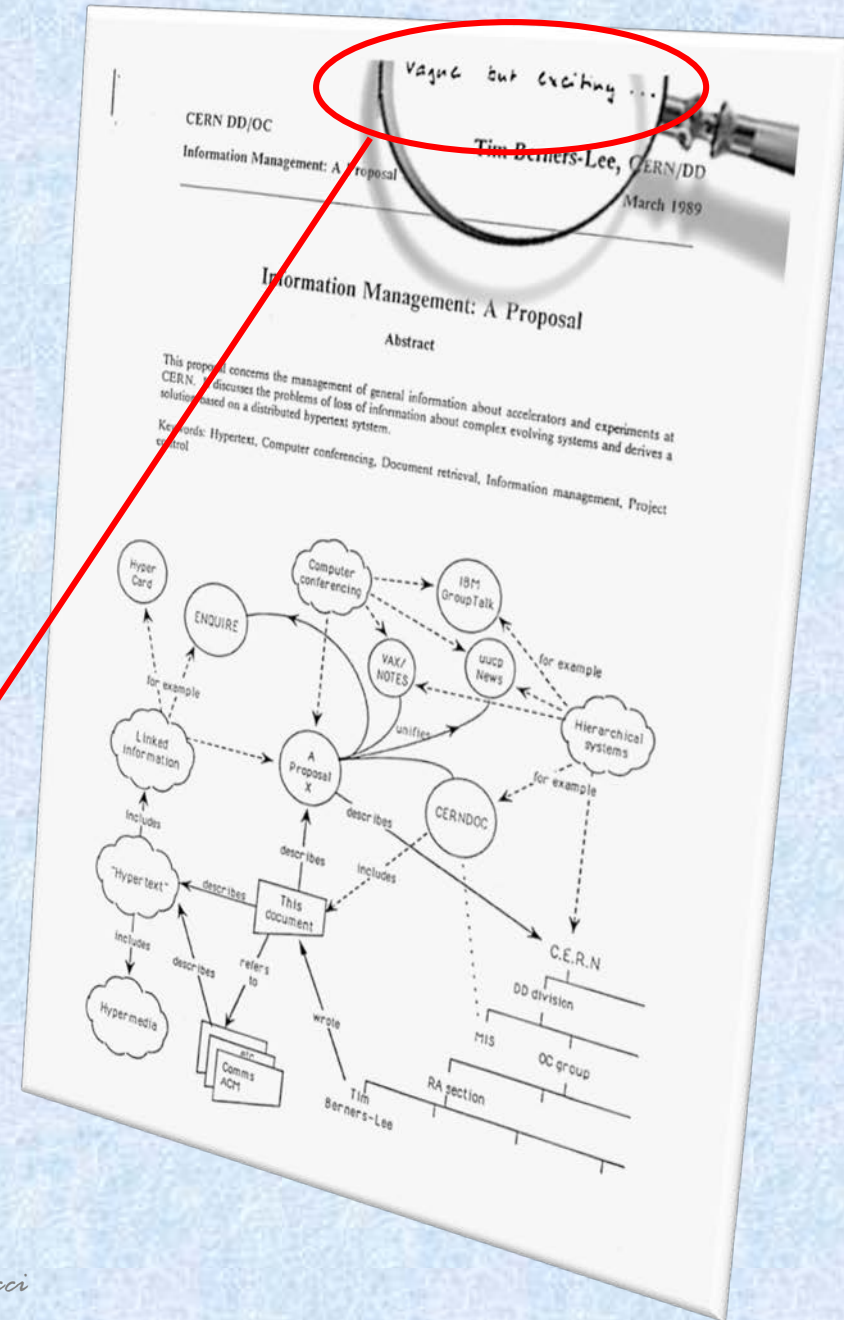 Vague but exciting ...
CERN DD/OC
Tim Berners-Lee, CERN/DD
Information Management: A Proposal
March 1989
Information Management: A Proposal
Abstract
This proposal concerns the management of general information about accelerators and experiments at
CERN. It discusses the problems of loss of information about complex evolving systems and derives a
solution based on a distributed hypertext sytstem.
Keywords: Hypertext, Computer conferencing, Document retrieval, Information management, Project
control
Hyper
Card
ENQUIRE
Computer
conferencing
IBM
GroupTalk
VAX/
NOTES
uucp
News
for example
for example
unifies
Hierarchical
systems
Linked
information
A
Proposal
X
for example
CERNDOC
describes
includes
describes
includes
"Hypertext"
describes
This
document
C.E.R.N
includes
describes
refers
to
DD division
Hypermedia
wrote
MIS
OC group
etc
Comms
ACM
Tim
Berners-Lee
RA section